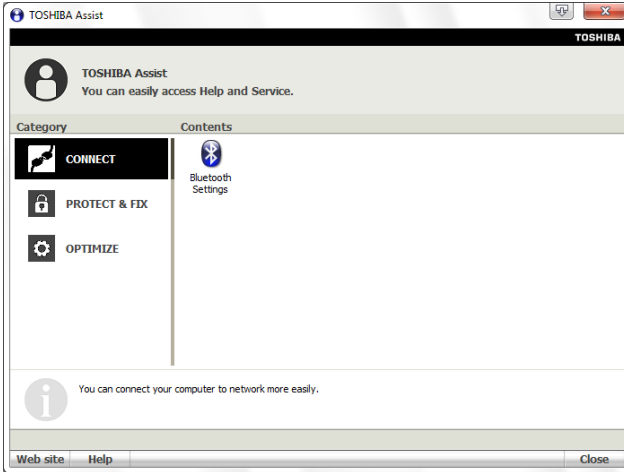 TOSHIBA Assist
TOSHIBA
TOSHIBA Assist
You can easily access Help and Service.
Category
Contents
CONNECT
Bluetooth
Settings
PROTECT & FIX
OPTIMIZE
You can connect your computer to network more easily.
Web site
Help
Close